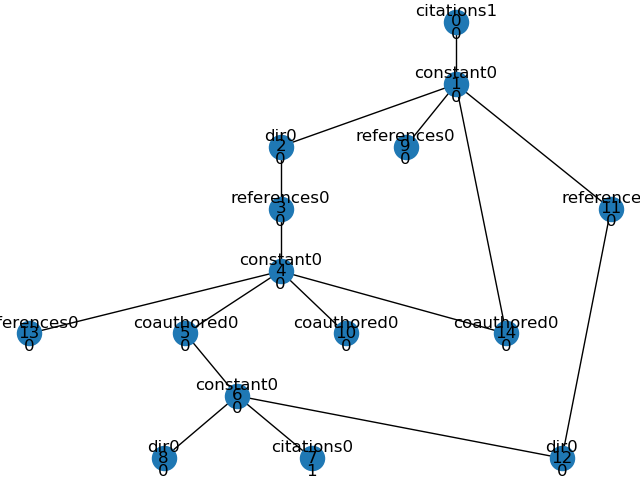 citations1
0
0
constant0
1
0
dir0
2
0
references0
9
0
references0
3
0
reference
11
0
constant0
4
0
ferences0
13
0
coauthored0
5
0
coauthored0
10
0
coauthored0
14
0
constant0
6
0
dir0
8
0
citations0
7
1
dir0
12
0